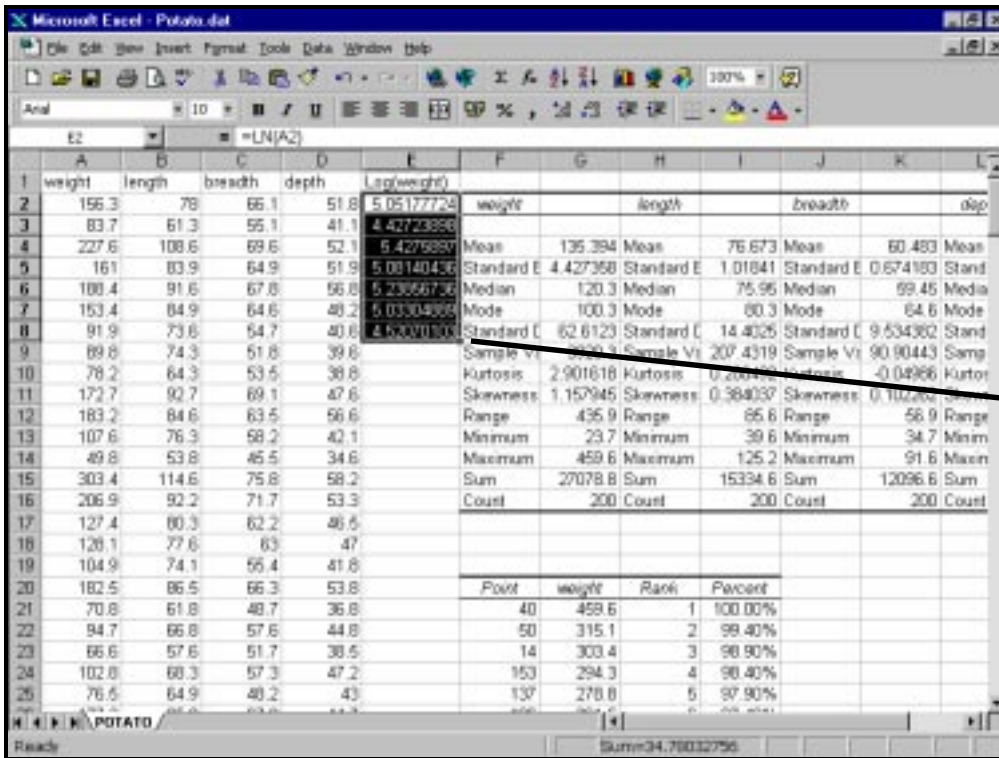 Microsoft Excel - Potato.dat
File Edit View Insert Format Tools Data Window Help
100%
Arial 10 B I U
E2 = =LN(A2)
A B C D E F G H I J K L
1 weight length breadth depth Log(weight)
2 156.3 78 66.1 51.8 5.05177724 weight length breadth dep
3 83.7 61.3 55.1 41.1 4.42723898
4 227.6 108.6 69.6 52.1 5.4275897 Mean 135.394 Mean 76.673 Mean 60.483 Mean
5 161 83.9 64.9 51.9 5.08140436 Standard E 4.427358 Standard E 1.01841 Standard E 0.674183 Stand
6 188.4 91.6 67.8 56.8 5.23856736 Median 120.3 Median 75.95 Median 59.45 Media
7 153.4 84.9 64.6 48.2 5.03304889 Mode 100.3 Mode 80.3 Mode 64.6 Mode
8 91.9 73.6 54.7 40.6 Standard D 62.6123 Standard D 14.4025 Standard D 9.534382 Stand
9 89.8 74.3 51.8 39.6 Sample Va Sample Va 207.4319 Sample Va 90.90443 Samp
10 78.2 64.3 53.5 38.8 Kurtosis 2.901618 Kurtosis Kurtosis -0.04966 Kurtos
11 172.7 92.7 69.1 47.6 Skewness 1.157945 Skewness 0.384037 Skewness 0.102262
12 183.2 84.6 63.5 56.6 Range 435.9 Range 85.6 Range 56.9 Range
13 107.6 76.3 58.2 42.1 Minimum 23.7 Minimum 39.6 Minimum 34.7 Minim
14 49.8 53.8 45.5 34.6 Maximum 459.6 Maximum 125.2 Maximum 91.6 Maxim
15 303.4 114.6 75.8 58.2 Sum 27078.8 Sum 15334.6 Sum 12096.6 Sum
16 206.9 92.2 71.7 53.3 Count 200 Count 200 Count 200 Count
17 127.4 80.3 62.2 46.5
18 128.1 77.6 63 47
19 104.9 74.1 55.4 41.8
20 182.5 86.5 66.3 53.8 Point weight Rank Percent
21 70.8 61.8 48.7 36.8 40 459.6 1 100.00%
22 94.7 66.8 57.6 44.8 50 315.1 2 99.40%
23 66.6 57.6 51.7 38.5 14 303.4 3 98.90%
24 102.8 68.3 57.3 47.2 153 294.3 4 98.40%
25 76.5 64.9 48.2 43 137 278.8 5 97.90%
POTATO
Ready Sum=34.78032756